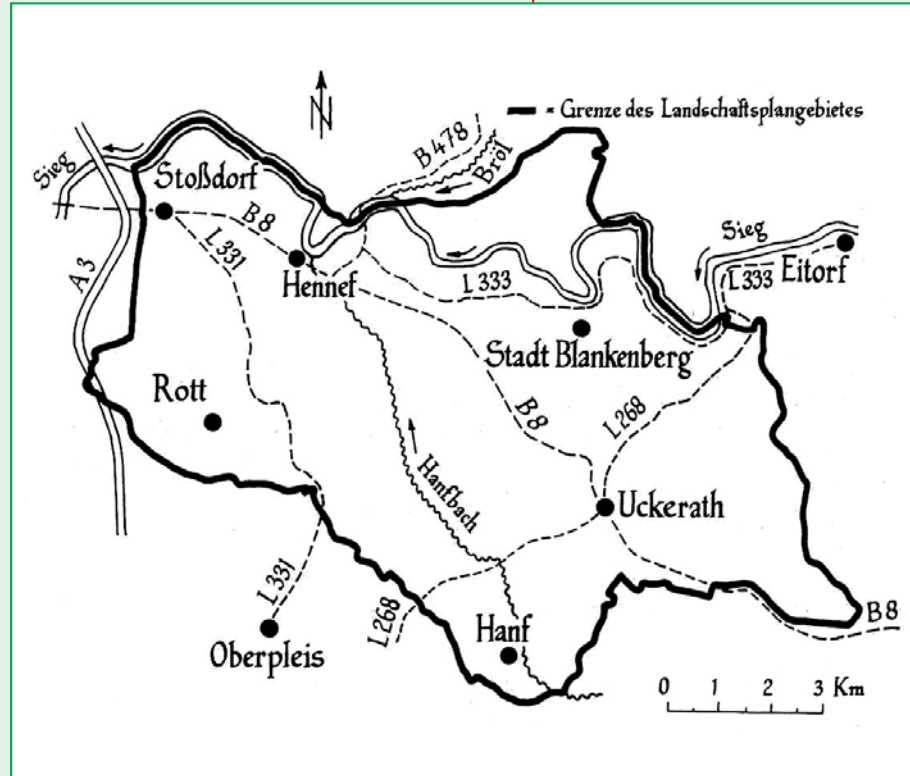 N
- Grenze des Landschaftsplangebietes
B 478
Bröl
Sieg
Stoßdorf
B 8
L 331
A 3
Hennef
L 333
Sieg
L 333
Eitorf
Stadt Blankenberg
Rott
B 8
L 268
Hanfbach
Uckerath
L 331
L 268
Hanf
Oberpleis
B 8
0 1 2 3 Km